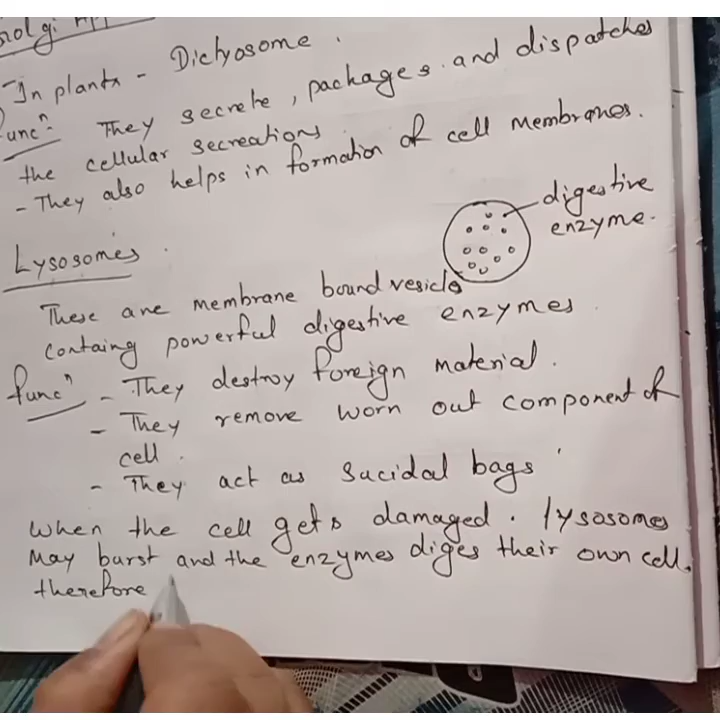 In plants - Dictyosome.
func^n - They secrete, packages and dispatches
the cellular secreations
- They also helps in formation of cell Membranes.
digestive
enzyme.
Lysosomes
These are membrane bound vesicle
containg powerful digestive enzymes
func^n - They destroy foreign material.
- They remove worn out component of
cell.
- They act as Sucidal bags
When the cell gets damaged. lysosomes
May burst and the enzymes diges their own cell.
therefore